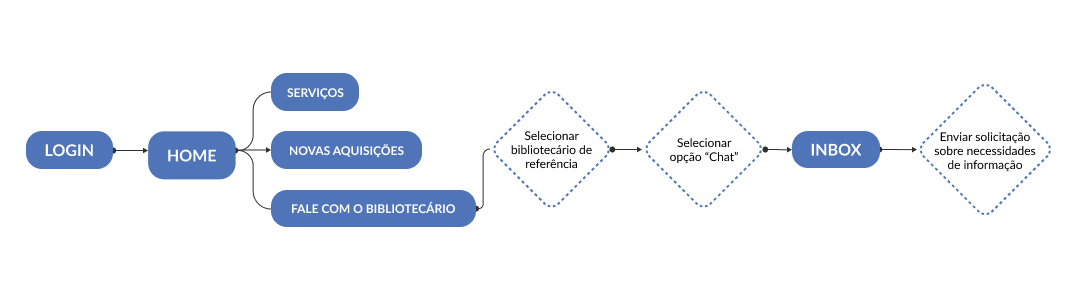 LOGIN
HOME
SERVIÇOS
NOVAS AQUISIÇÕES
FALE COM O BIBLIOTECÁRIO
Selecionar
bibliotecário de
referência
Selecionar
opção “Chat”
INBOX
Enviar solicitação
sobre necessidades
de informação